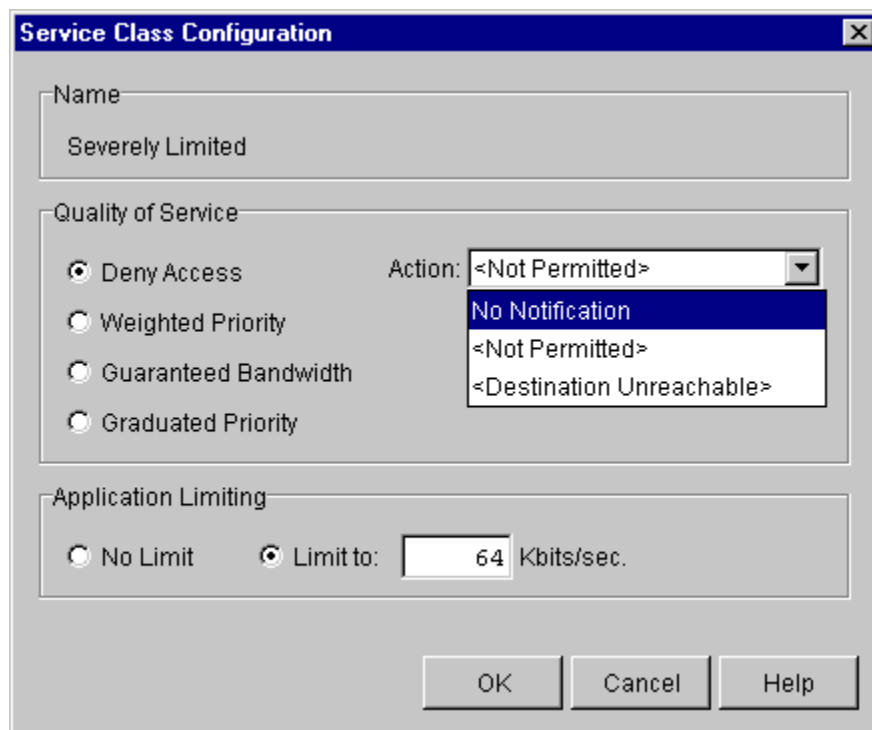 Service Class Configuration
Name
Severely Limited
Quality of Service
Deny Access Action: <Not Permitted>
No Notification
Weighted Priority
<Not Permitted>
Guaranteed Bandwidth
<Destination Unreachable>
Graduated Priority
Application Limiting
No Limit Limit to: 64 Kbits/sec.
OK Cancel Help